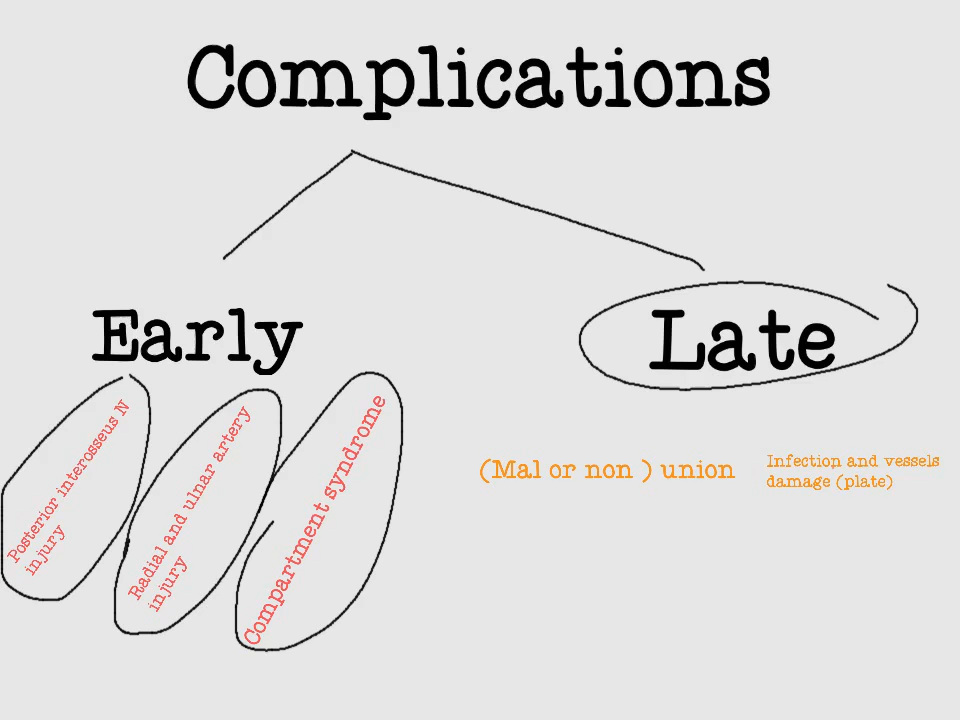 Complications
Early
Late
Posterior interosseus N
injury
Radial and ulnar artery
injury
Compartment syndrome
(Mal or non ) union
Infection and vessels
damage (plate)